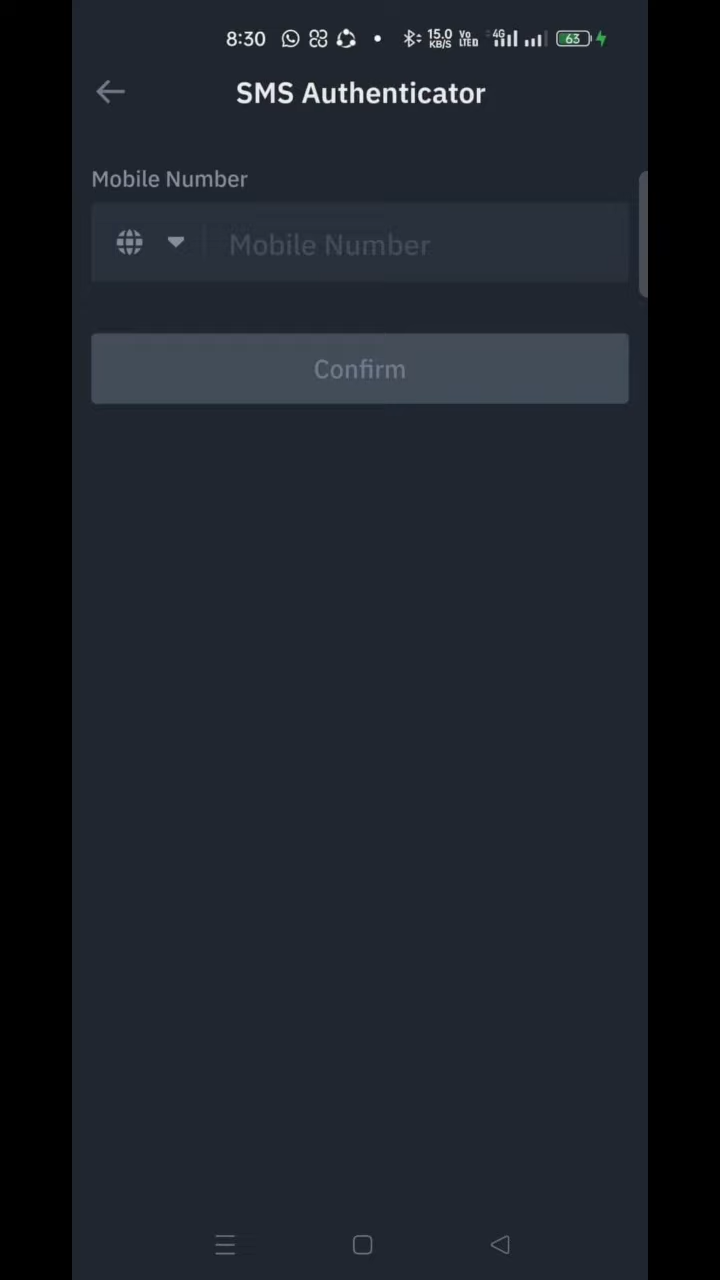 8:30 15.0 KB/S Vo LTE 4G 63
SMS Authenticator
Mobile Number
Mobile Number
Confirm